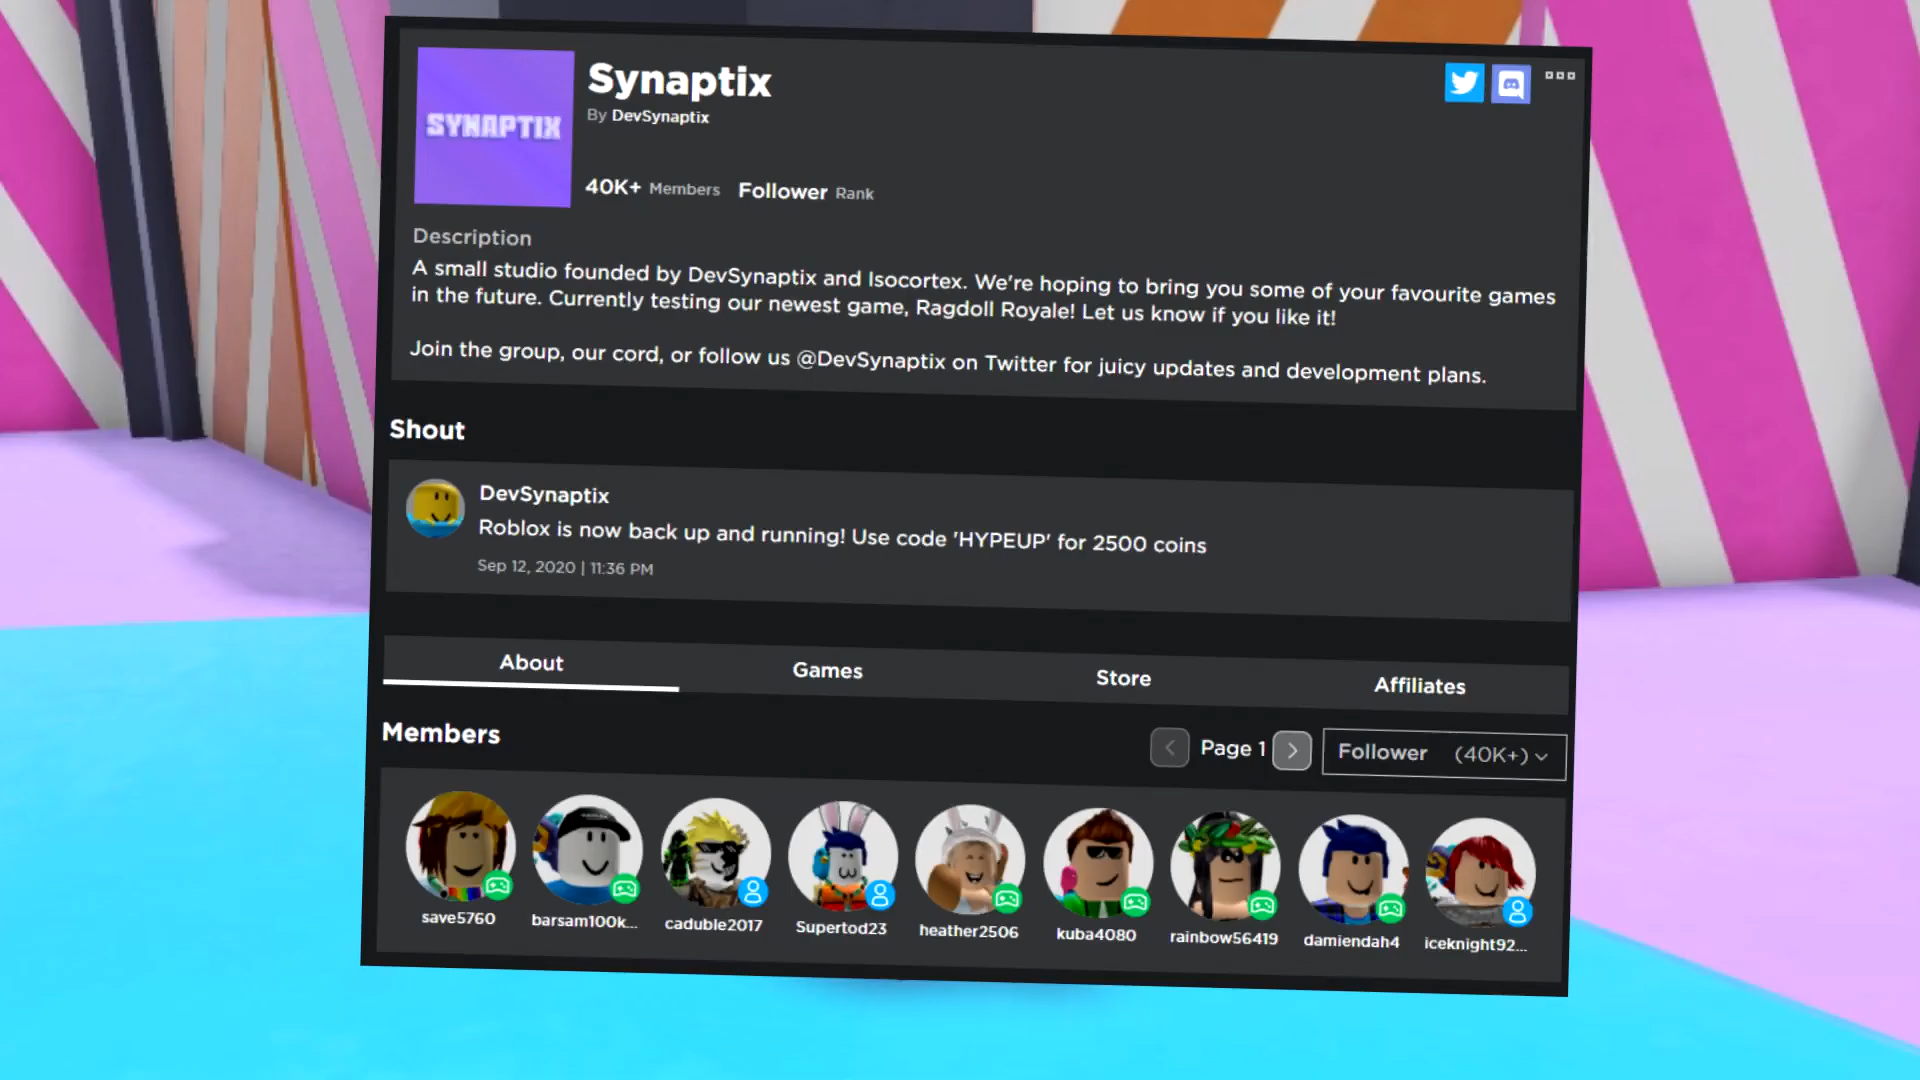 SYNAPTIX
Synaptix
By DevSynaptix
40K+ Members Follower Rank
Description
A small studio founded by DevSynaptix and Isocortex. We're hoping to bring you some of your favourite games
in the future. Currently testing our newest game, Ragdoll Royale! Let us know if you like it!
Join the group, our cord, or follow us @DevSynaptix on Twitter for juicy updates and development plans.
Shout
DevSynaptix
Roblox is now back up and running! Use code 'HYPEUP' for 2500 coins
Sep 12, 2020 | 11:36 PM
About Games Store Affiliates
Members
Page 1 Follower (40K+)
save5760 barsam100k... caduble2017 Supertod23 heather2506 kuba4080 rainbow56419 damiendah4 iceknight92...